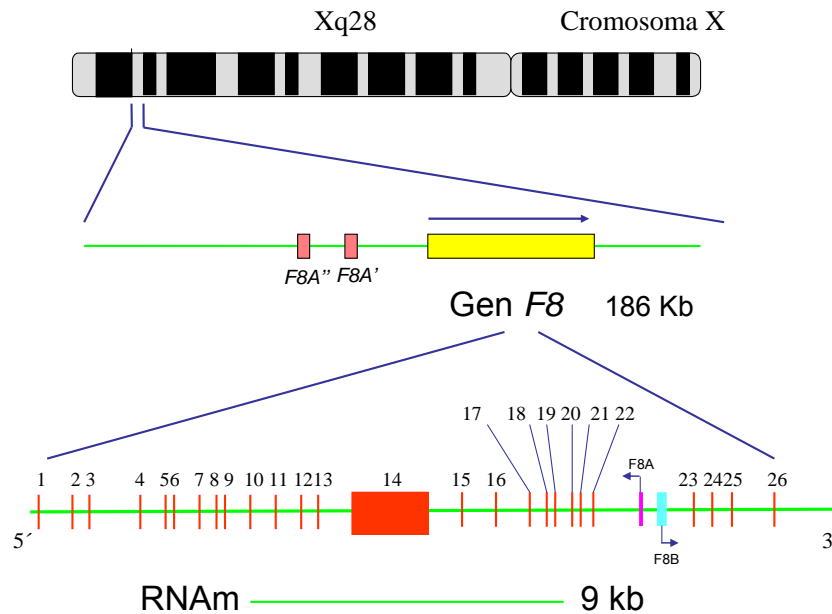 Xq28 Cromosoma X
F8A'' F8A'
Gen F8 186 Kb
17 18 19 20 21 22
F8A
1 2 3 4 5 6 7 8 9 10 11 12 13 14 15 16 23 24 25 26
5´ 3
F8B
RNAm 9 kb